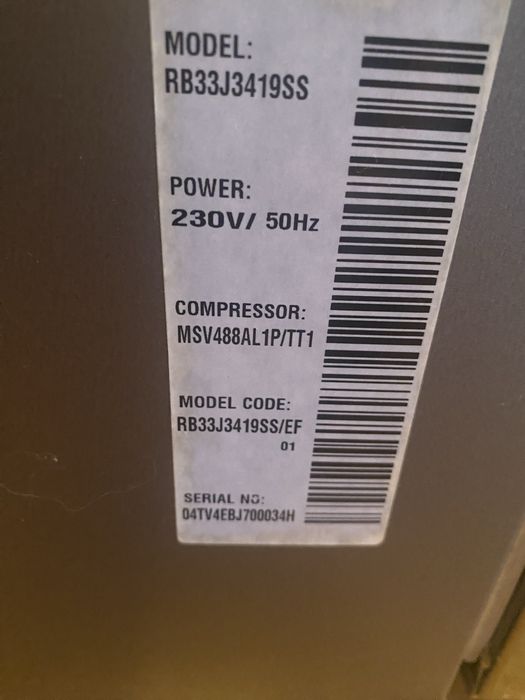 MODEL:
RB33J3419SS
POWER:
230V/ 50Hz
COMPRESSOR:
MSV488AL1P/TT1
MODEL CODE:
RB33J3419SS/EF
01
SERIAL NO:
04TV4EBJ700034H